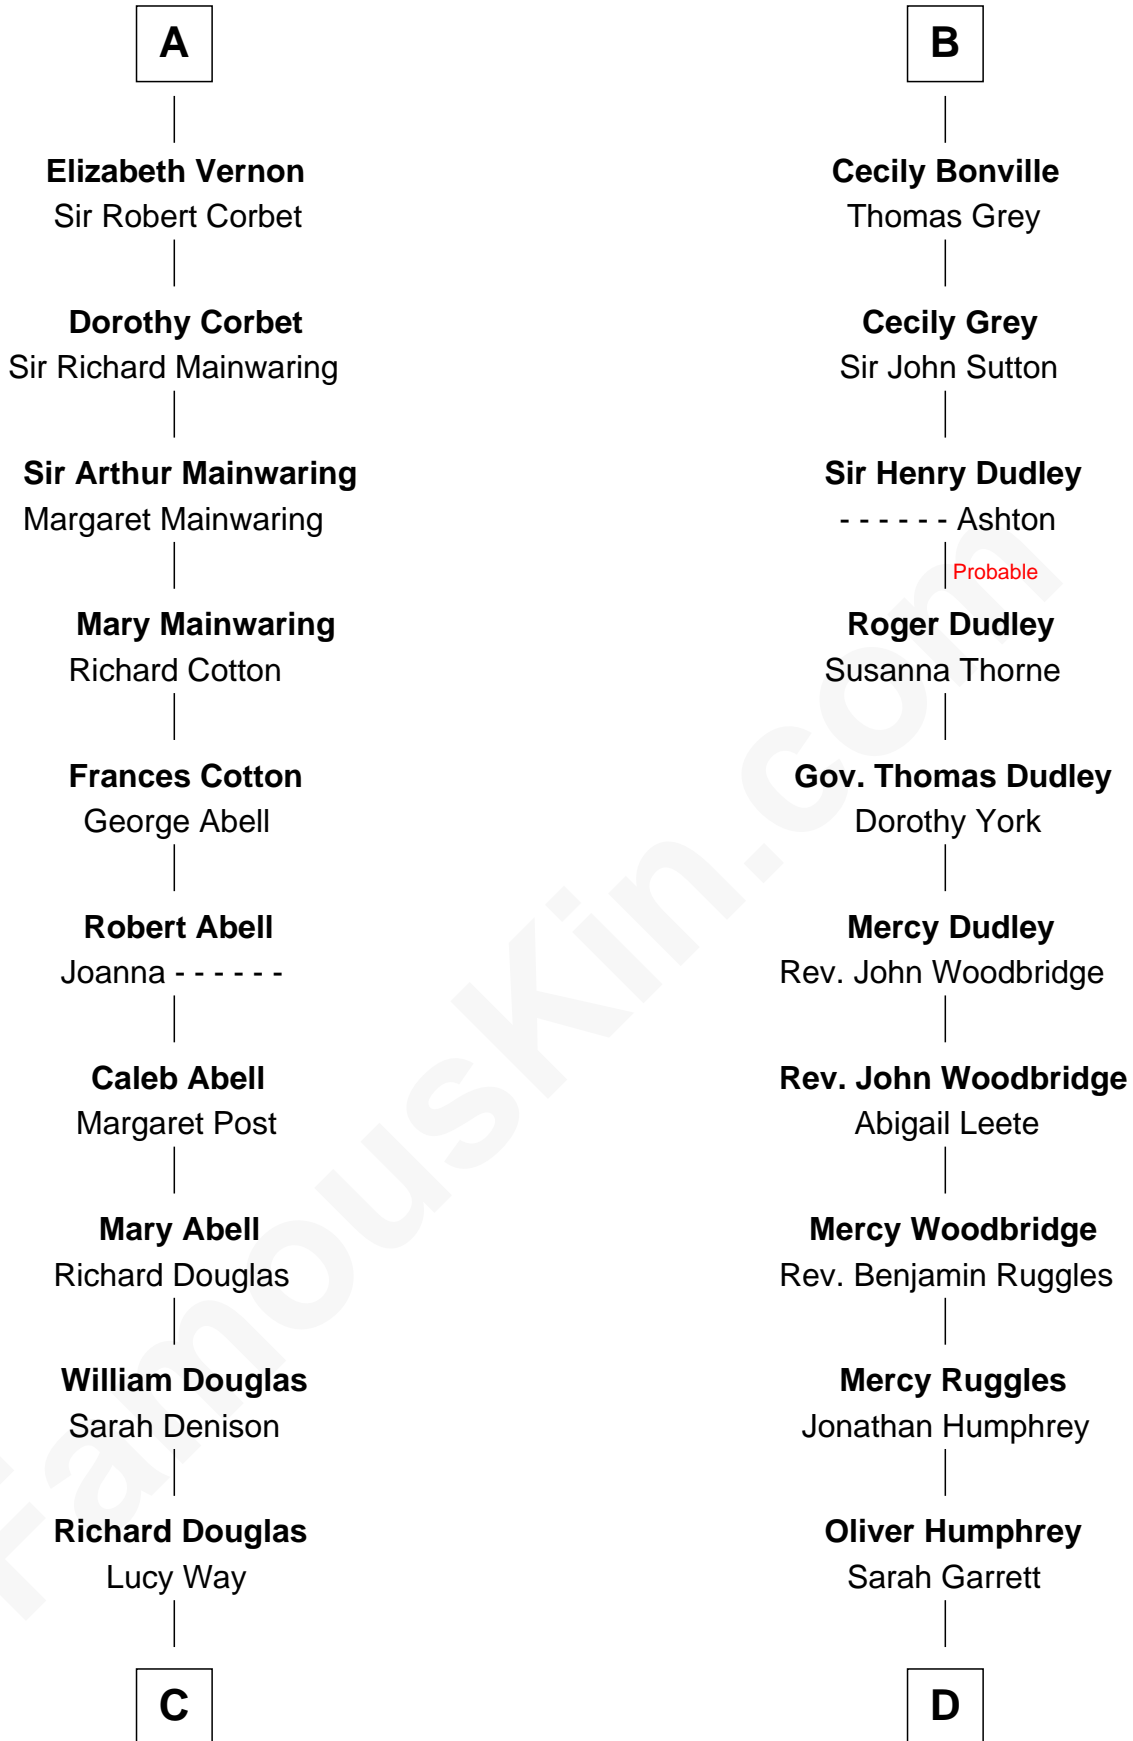 A
Elizabeth Vernon
Sir Robert Corbet
Dorothy Corbet
Sir Richard Mainwaring
Sir Arthur Mainwaring
Margaret Mainwaring
Mary Mainwaring
Richard Cotton
Frances Cotton
George Abell
Robert Abell
Joanna - - - - - -
Caleb Abell
Margaret Post
Mary Abell
Richard Douglas
William Douglas
Sarah Denison
Richard Douglas
Lucy Way
C
B
Cecily Bonville
Thomas Grey
Cecily Grey
Sir John Sutton
Sir Henry Dudley
- - - - - - Ashton
Probable
Roger Dudley
Susanna Thorne
Gov. Thomas Dudley
Dorothy York
Mercy Dudley
Rev. John Woodbridge
Rev. John Woodbridge
Abigail Leete
Mercy Woodbridge
Rev. Benjamin Ruggles
Mercy Ruggles
Jonathan Humphrey
Oliver Humphrey
Sarah Garrett
D
FamousKin.com